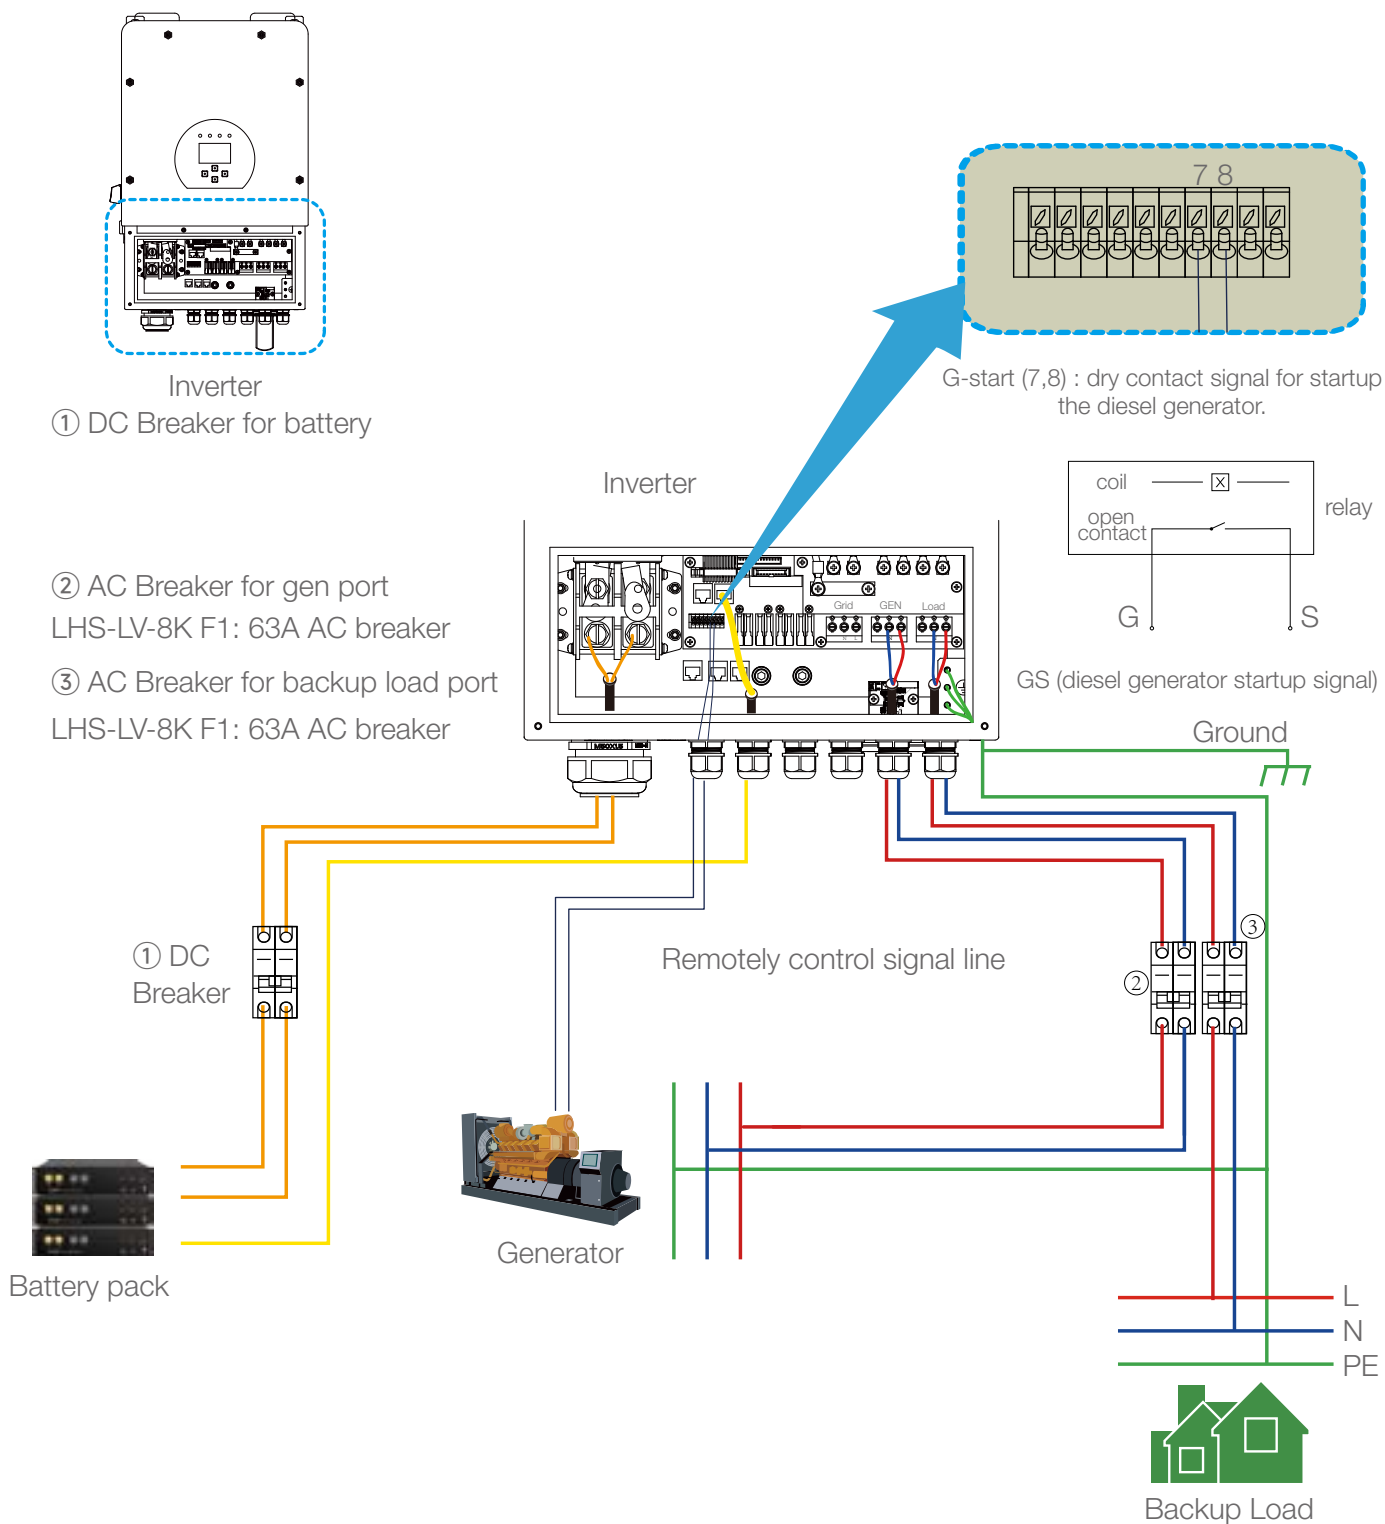 7 8
Inverter
① DC Breaker for battery
G-start (7,8) : dry contact signal for startup
the diesel generator.
Inverter
coil
open
contact
relay
G
S
GS (diesel generator startup signal)
② AC Breaker for gen port
LHS-LV-8K F1: 63A AC breaker
③ AC Breaker for backup load port
LHS-LV-8K F1: 63A AC breaker
Grid
GEN
Load
Ground
① DC
Breaker
Remotely control signal line
②
③
Generator
Battery pack
L
N
PE
Backup Load